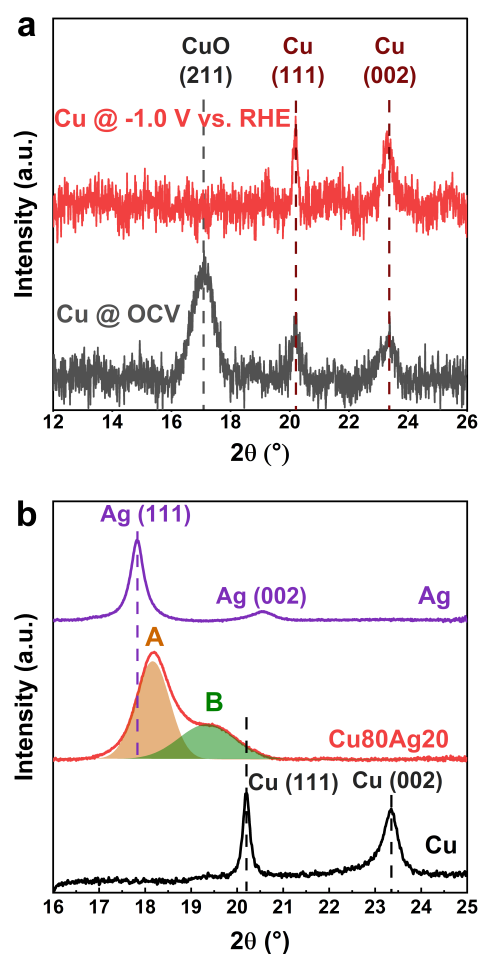 a
CuO
(211)
Cu
(111)
Cu
(002)
Cu @ -1.0 V vs. RHE
Cu @ OCV
Intensity (a.u.)
12 14 16 18 20 22 24 26
2θ (°)
b
Ag (111)
Ag (002)
Ag
A
B
Cu80Ag20
Cu (111)
Cu (002)
Cu
Intensity (a.u.)
16 17 18 19 20 21 22 23 24 25
2θ (°)